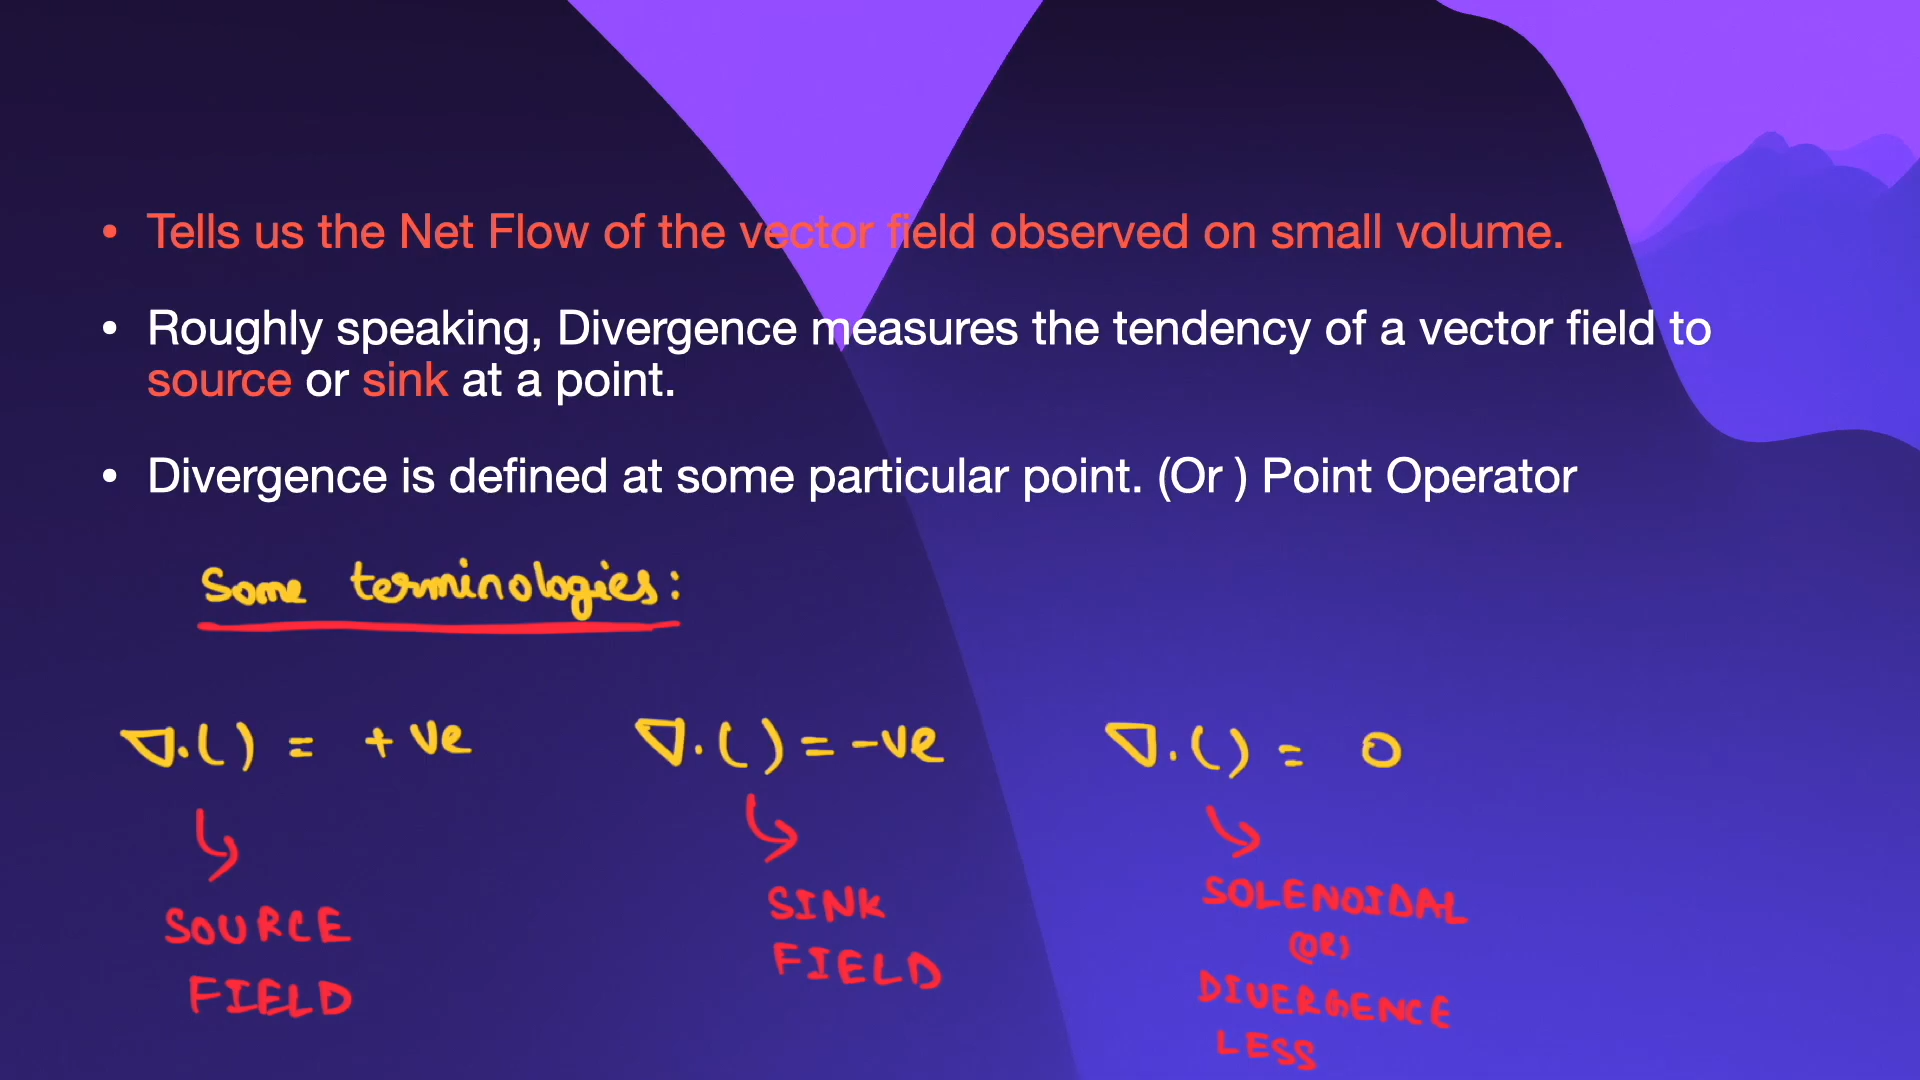 • Tells us the Net Flow of the vector field observed on small volume.
• Roughly speaking, Divergence measures the tendency of a vector field to
source or sink at a point.
• Divergence is defined at some particular point. (Or ) Point Operator
Some terminologies:
∇.() = +ve
∇.() = -ve
∇.() = 0
SOURCE
FIELD
SINK
FIELD
SOLENOIDAL
(OR)
DIVERGENCE
LESS